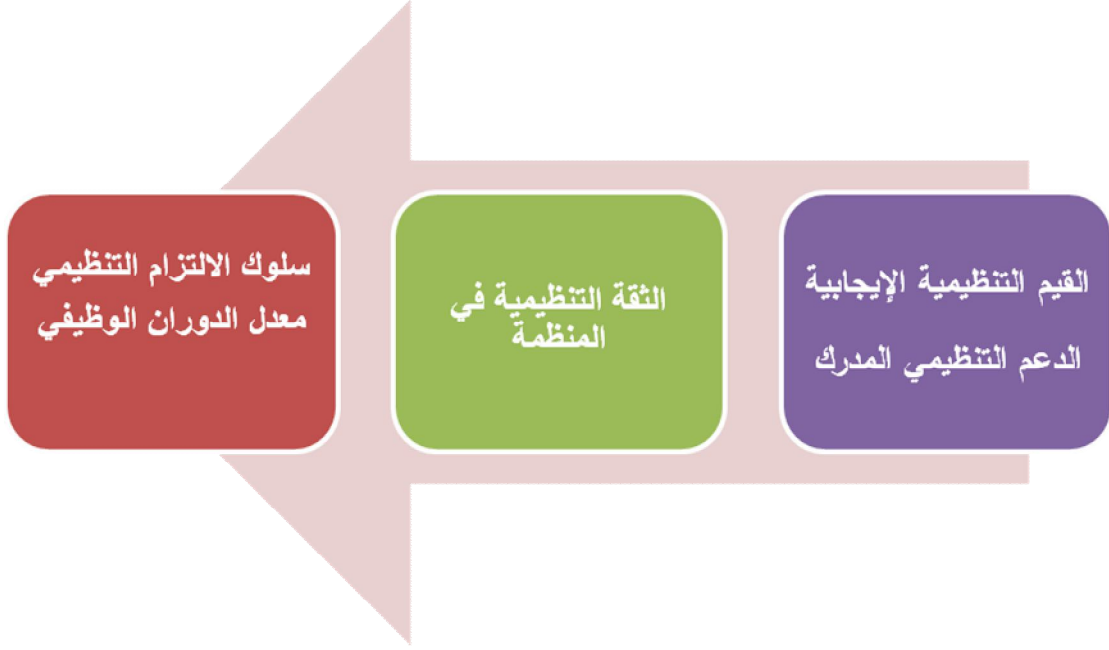 القيم التنظيمية الإيجابية
الدعم التنظيمي المدرك
الثقة التنظيمية في
المنظمة
سلوك الالتزام التنظيمي
معدل الدوران الوظيفي